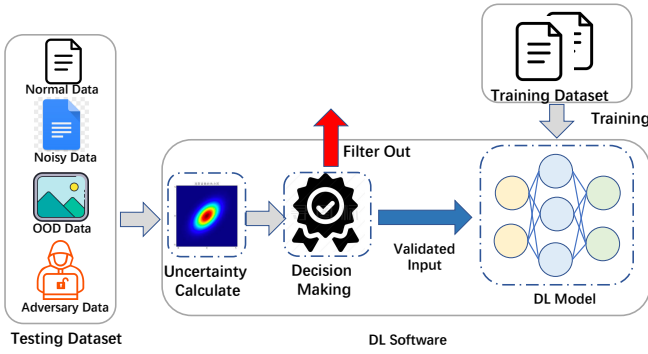 Normal Data
Noisy Data
OOD Data
Adversary Data
Testing Dataset
Uncertainty
Calculate
Decision
Making
Filter Out
Validated
Input
Training Dataset
Training
DL Model
DL Software